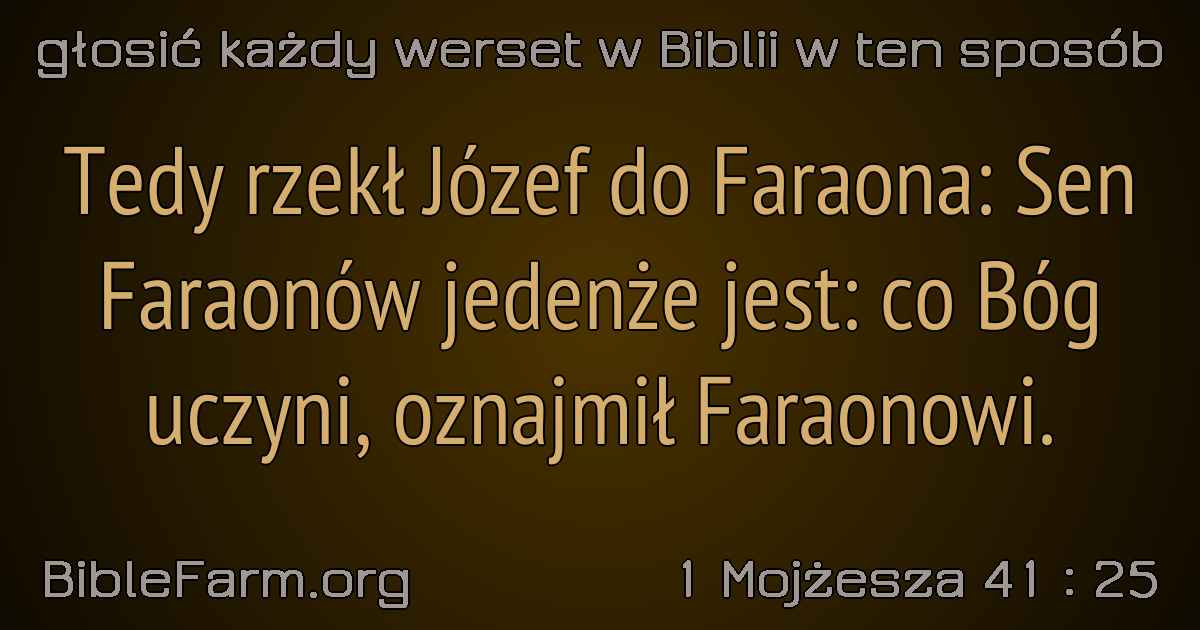 głosić każdy werset w Biblii w ten sposób
Tedy rzekł Józef do Faraona: Sen
Faraonów jedenże jest: co Bóg
uczyni, oznajmił Faraonowi.
BibleFarm.org
1 Mojżesza 41 : 25